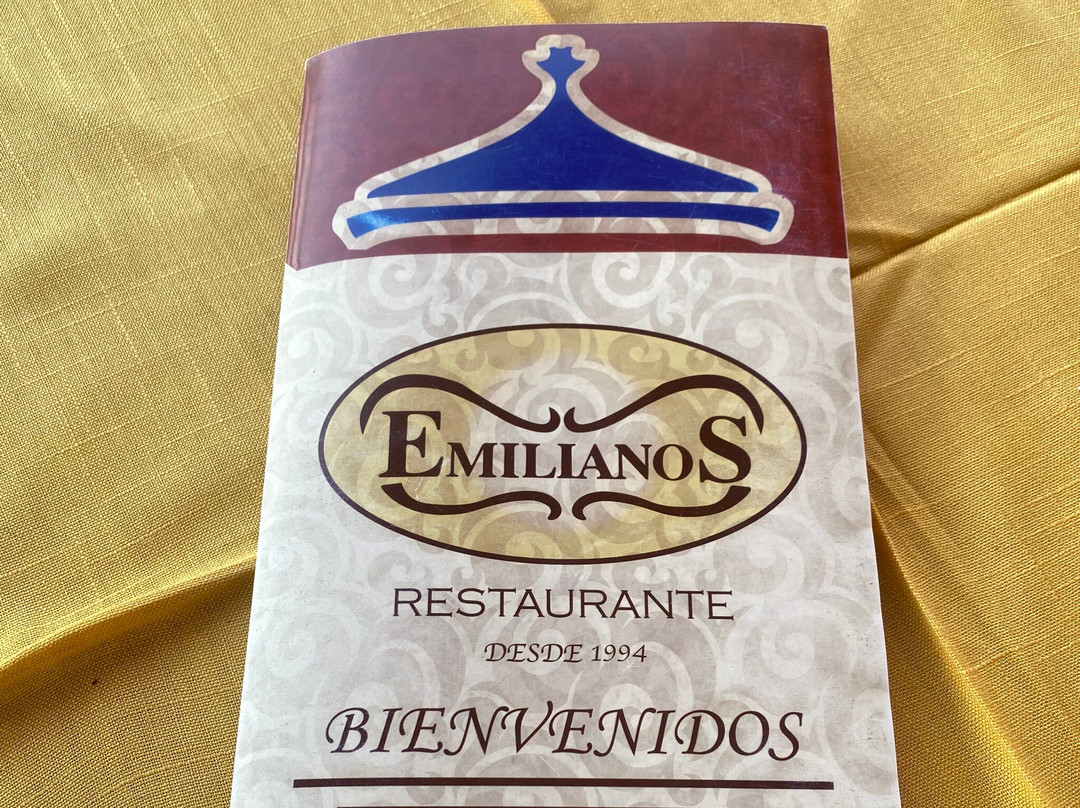 EMILIANOS
RESTAURANTE
DESDE 1994
BIENVENIDOS